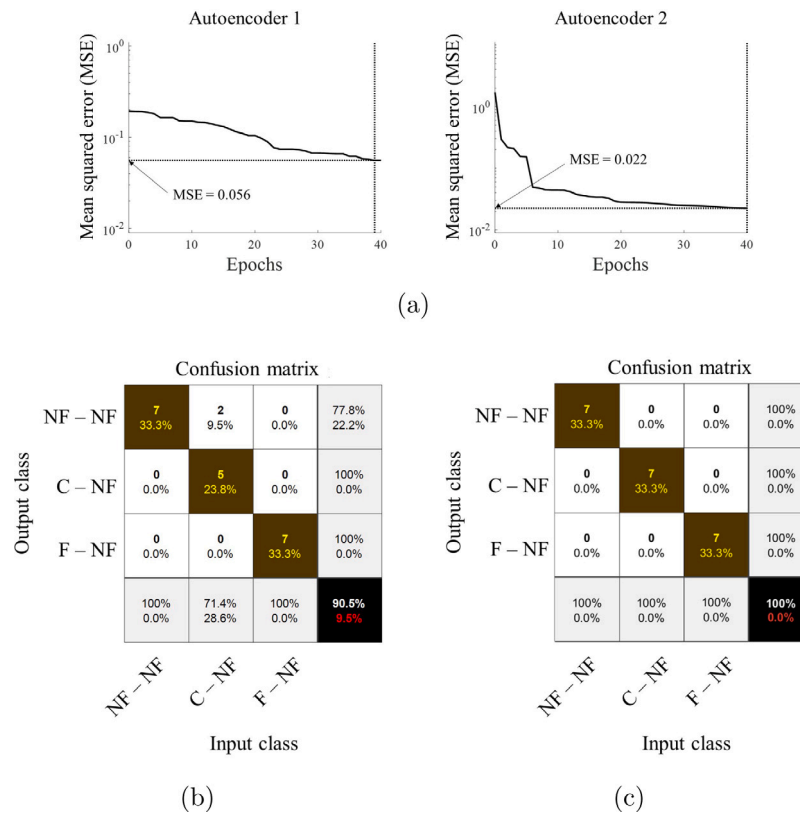 Autoencoder 1
Mean squared error (MSE)
10^0
10^-1
10^-2
MSE = 0.056
0 10 20 30 40
Epochs
Autoencoder 2
Mean squared error (MSE)
10^0
10^-2
MSE = 0.022
0 10 20 30 40
Epochs
(a)
Confusion matrix
Output class
NF – NF
7 2 0 77.8%
33.3% 9.5% 0.0% 22.2%
C – NF
0 5 0 100%
0.0% 23.8% 0.0% 0.0%
F – NF
0 0 7 100%
0.0% 0.0% 33.3% 0.0%
100% 71.4% 100% 90.5%
0.0% 28.6% 0.0% 9.5%
NF – NF C – NF F – NF
Input class
(b)
Confusion matrix
Output class
NF – NF
7 0 0 100%
33.3% 0.0% 0.0% 0.0%
C – NF
0 7 0 100%
0.0% 33.3% 0.0% 0.0%
F – NF
0 0 7 100%
0.0% 0.0% 33.3% 0.0%
100% 100% 100% 100%
0.0% 0.0% 0.0% 0.0%
NF – NF C – NF F – NF
Input class
(c)